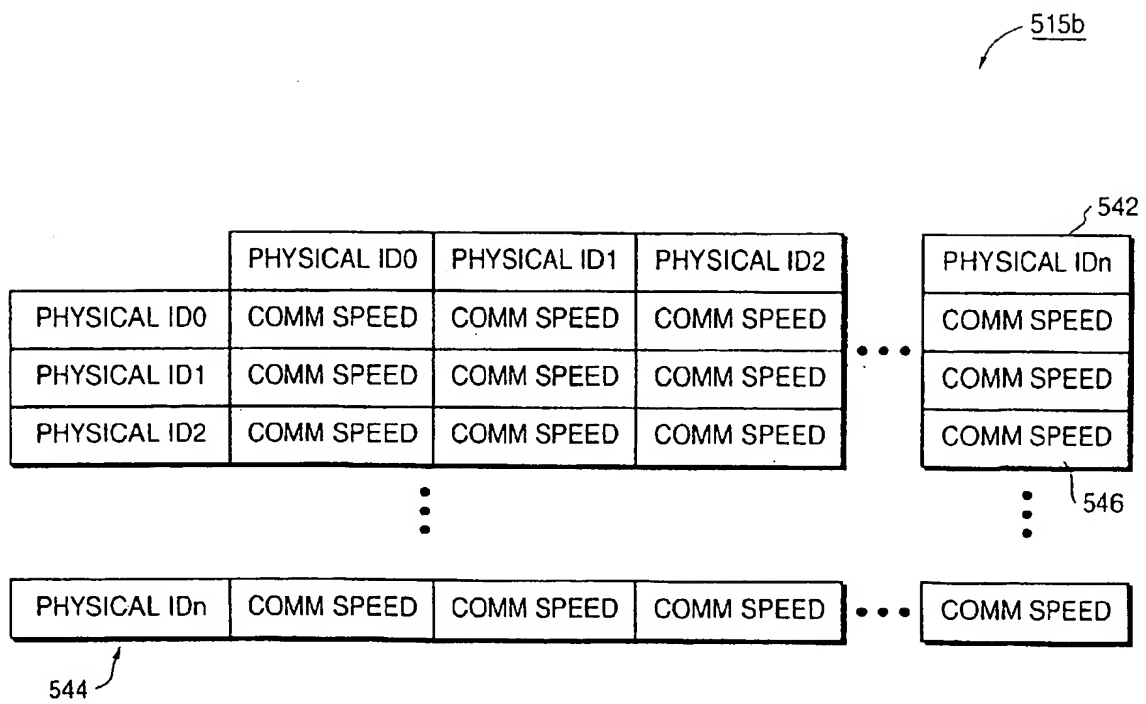 515b
542
PHYSICAL ID0 PHYSICAL ID1 PHYSICAL ID2 PHYSICAL IDn
PHYSICAL ID0 COMM SPEED COMM SPEED COMM SPEED COMM SPEED
PHYSICAL ID1 COMM SPEED COMM SPEED COMM SPEED COMM SPEED
PHYSICAL ID2 COMM SPEED COMM SPEED COMM SPEED COMM SPEED
546
PHYSICAL IDn COMM SPEED COMM SPEED COMM SPEED COMM SPEED
544